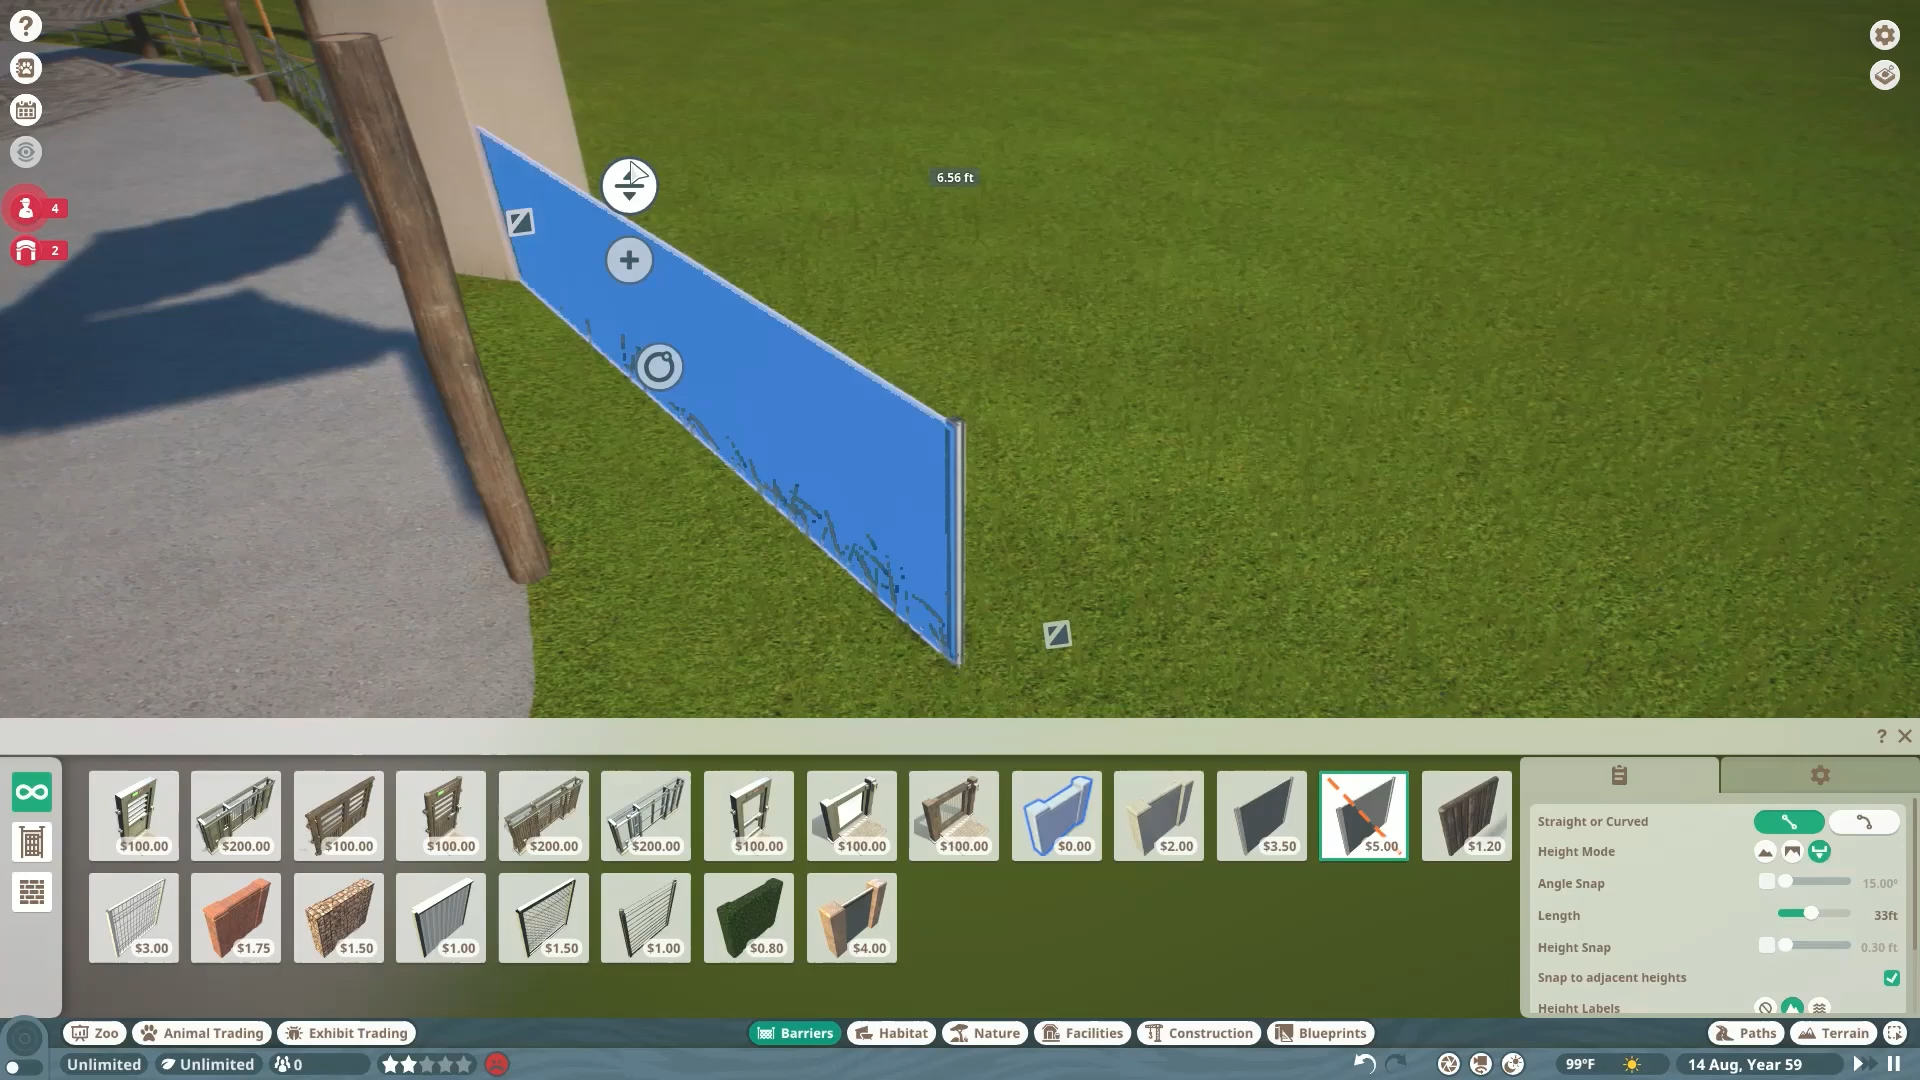 ?
4
2
6.56 ft
?
$100.00
$200.00
$100.00
$100.00
$200.00
$200.00
$100.00
$100.00
$100.00
$0.00
$2.00
$3.50
$5.00
$1.20
$3.00
$1.75
$1.50
$1.00
$1.50
$1.00
$0.80
$4.00
Straight or Curved
Height Mode
Angle Snap 15.00°
Length 33ft
Height Snap 0.30 ft
Snap to adjacent heights
Height Labels
Zoo Animal Trading Exhibit Trading Barriers Habitat Nature Facilities Construction Blueprints Paths Terrain
Unlimited Unlimited 0 99°F 14 Aug, Year 59